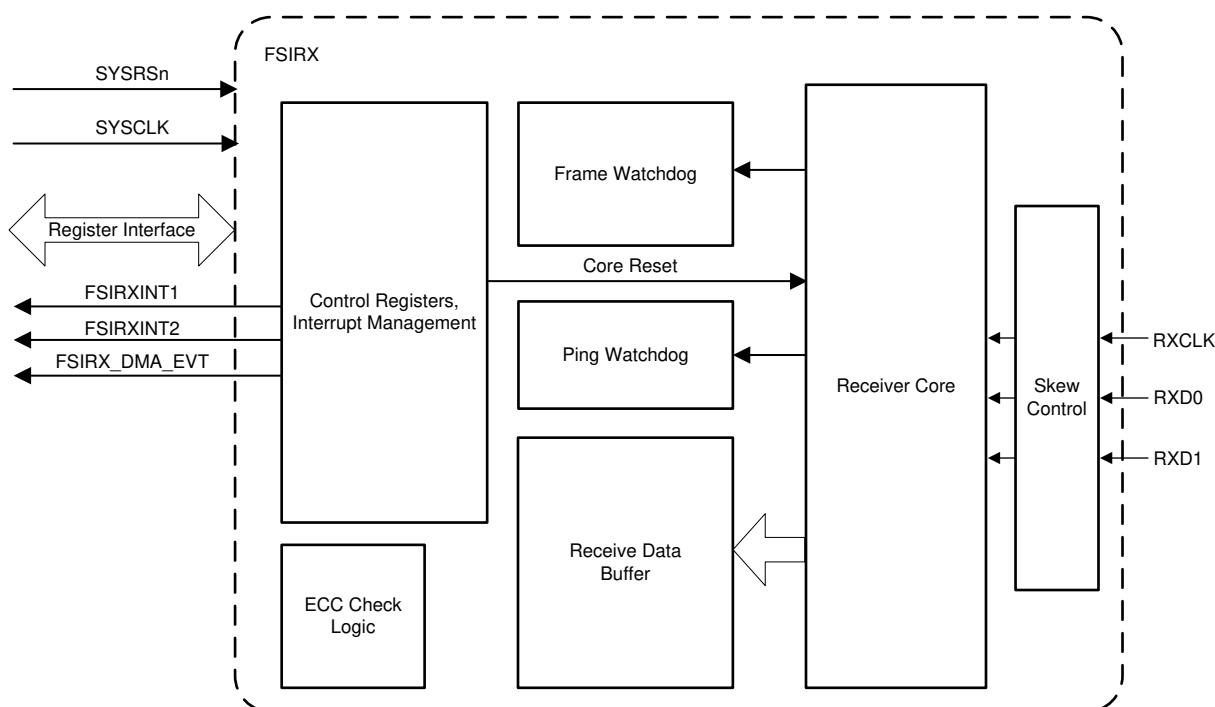 FSIRX
SYSRSn
SYSCLK
Register Interface
FSIRXINT1
FSIRXINT2
FSIRX_DMA_EVT
Control Registers,
Interrupt Management
ECC Check
Logic
Frame Watchdog
Core Reset
Ping Watchdog
Receive Data
Buffer
Receiver Core
Skew
Control
RXCLK
RXD0
RXD1